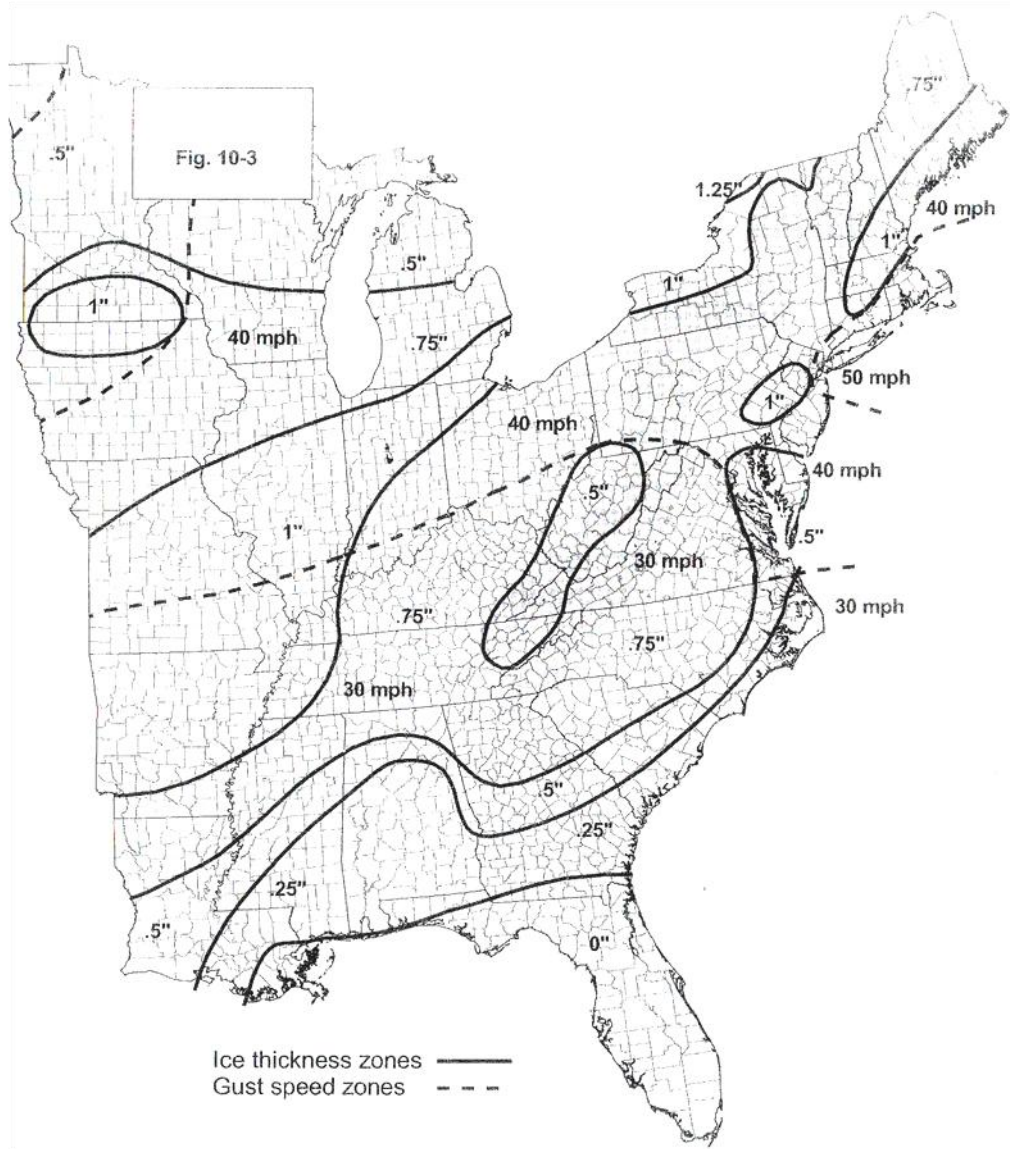 .75"
.5"
Fig. 10-3
1.25"
40 mph
1"
.5"
1"
1"
40 mph
.75"
50 mph
1"
40 mph
40 mph
.5"
1"
.5"
30 mph
.75"
30 mph
.75"
30 mph
.5"
.25"
.25"
.5"
0"
Ice thickness zones
Gust speed zones